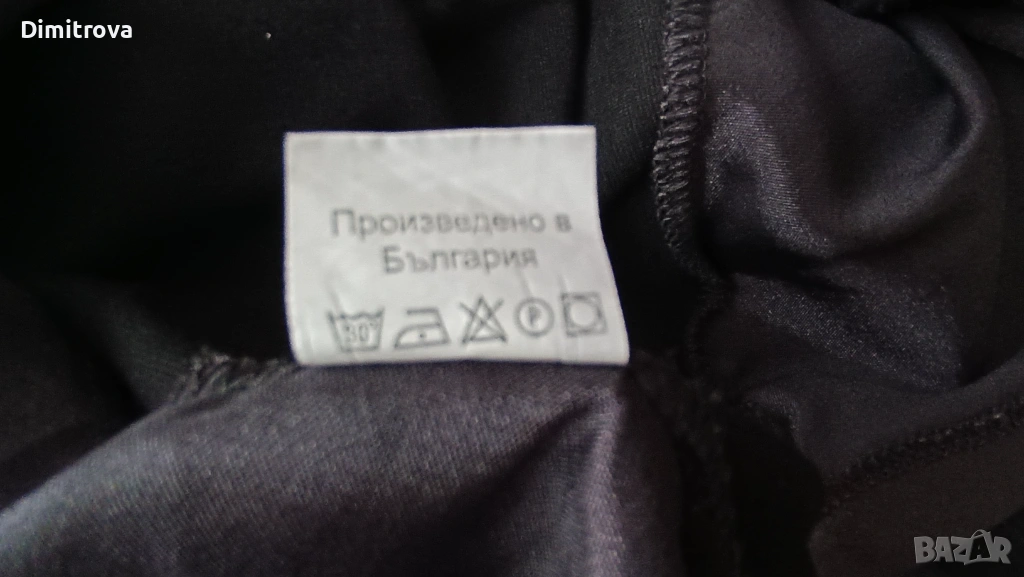 Dimitrova
Произведено в
България
30°
P
BAZAR